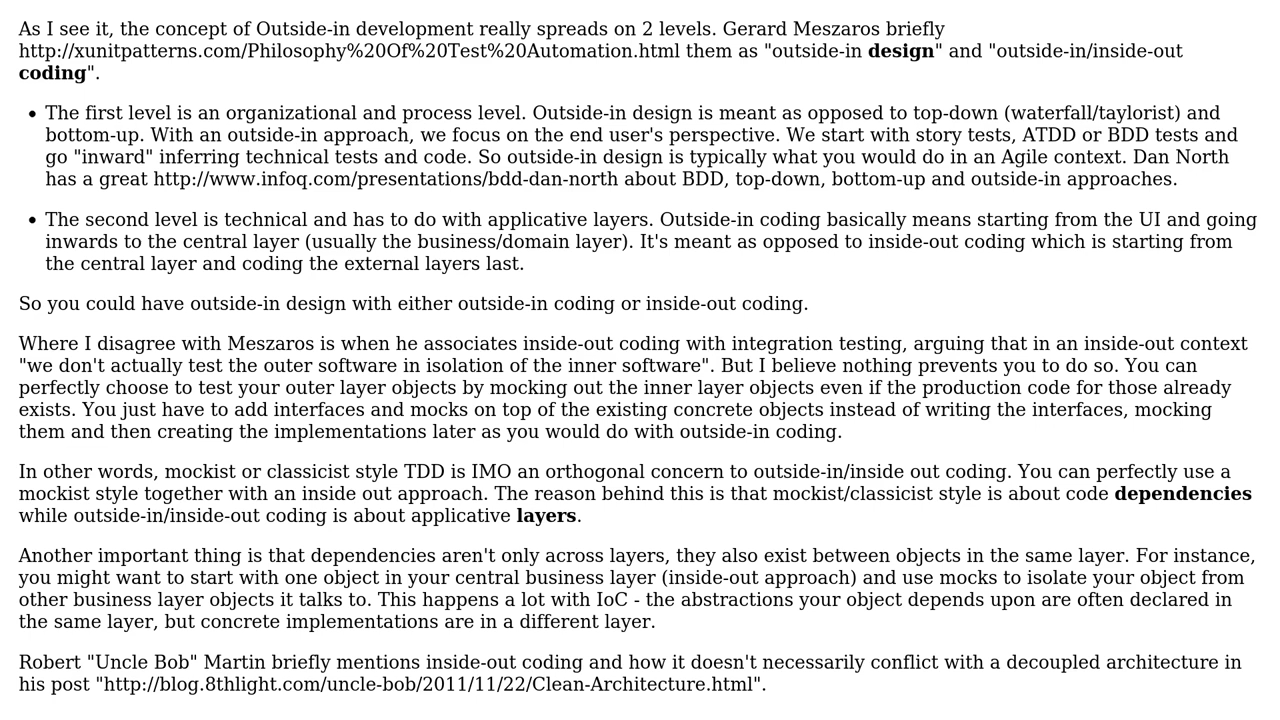 As I see it, the concept of Outside-in development really spreads on 2 levels. Gerard Meszaros briefly
http://xunitpatterns.com/Philosophy%20Of%20Test%20Automation.html them as "outside-in design" and "outside-in/inside-out
coding".
• The first level is an organizational and process level. Outside-in design is meant as opposed to top-down (waterfall/taylorist) and
bottom-up. With an outside-in approach, we focus on the end user's perspective. We start with story tests, ATDD or BDD tests and
go "inward" inferring technical tests and code. So outside-in design is typically what you would do in an Agile context. Dan North
has a great http://www.infoq.com/presentations/bdd-dan-north about BDD, top-down, bottom-up and outside-in approaches.
• The second level is technical and has to do with applicative layers. Outside-in coding basically means starting from the UI and going
inwards to the central layer (usually the business/domain layer). It's meant as opposed to inside-out coding which is starting from
the central layer and coding the external layers last.
So you could have outside-in design with either outside-in coding or inside-out coding.
Where I disagree with Meszaros is when he associates inside-out coding with integration testing, arguing that in an inside-out context
"we don't actually test the outer software in isolation of the inner software". But I believe nothing prevents you to do so. You can
perfectly choose to test your outer layer objects by mocking out the inner layer objects even if the production code for those already
exists. You just have to add interfaces and mocks on top of the existing concrete objects instead of writing the interfaces, mocking
them and then creating the implementations later as you would do with outside-in coding.
In other words, mockist or classicist style TDD is IMO an orthogonal concern to outside-in/inside out coding. You can perfectly use a
mockist style together with an inside out approach. The reason behind this is that mockist/classicist style is about code dependencies
while outside-in/inside-out coding is about applicative layers.
Another important thing is that dependencies aren't only across layers, they also exist between objects in the same layer. For instance,
you might want to start with one object in your central business layer (inside-out approach) and use mocks to isolate your object from
other business layer objects it talks to. This happens a lot with IoC - the abstractions your object depends upon are often declared in
the same layer, but concrete implementations are in a different layer.
Robert "Uncle Bob" Martin briefly mentions inside-out coding and how it doesn't necessarily conflict with a decoupled architecture in
his post "http://blog.8thlight.com/uncle-bob/2011/11/22/Clean-Architecture.html".